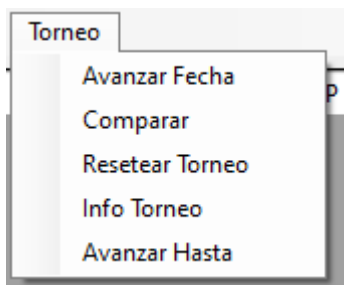 Torneo
Avanzar Fecha
Comparar
Resetear Torneo
Info Torneo
Avanzar Hasta